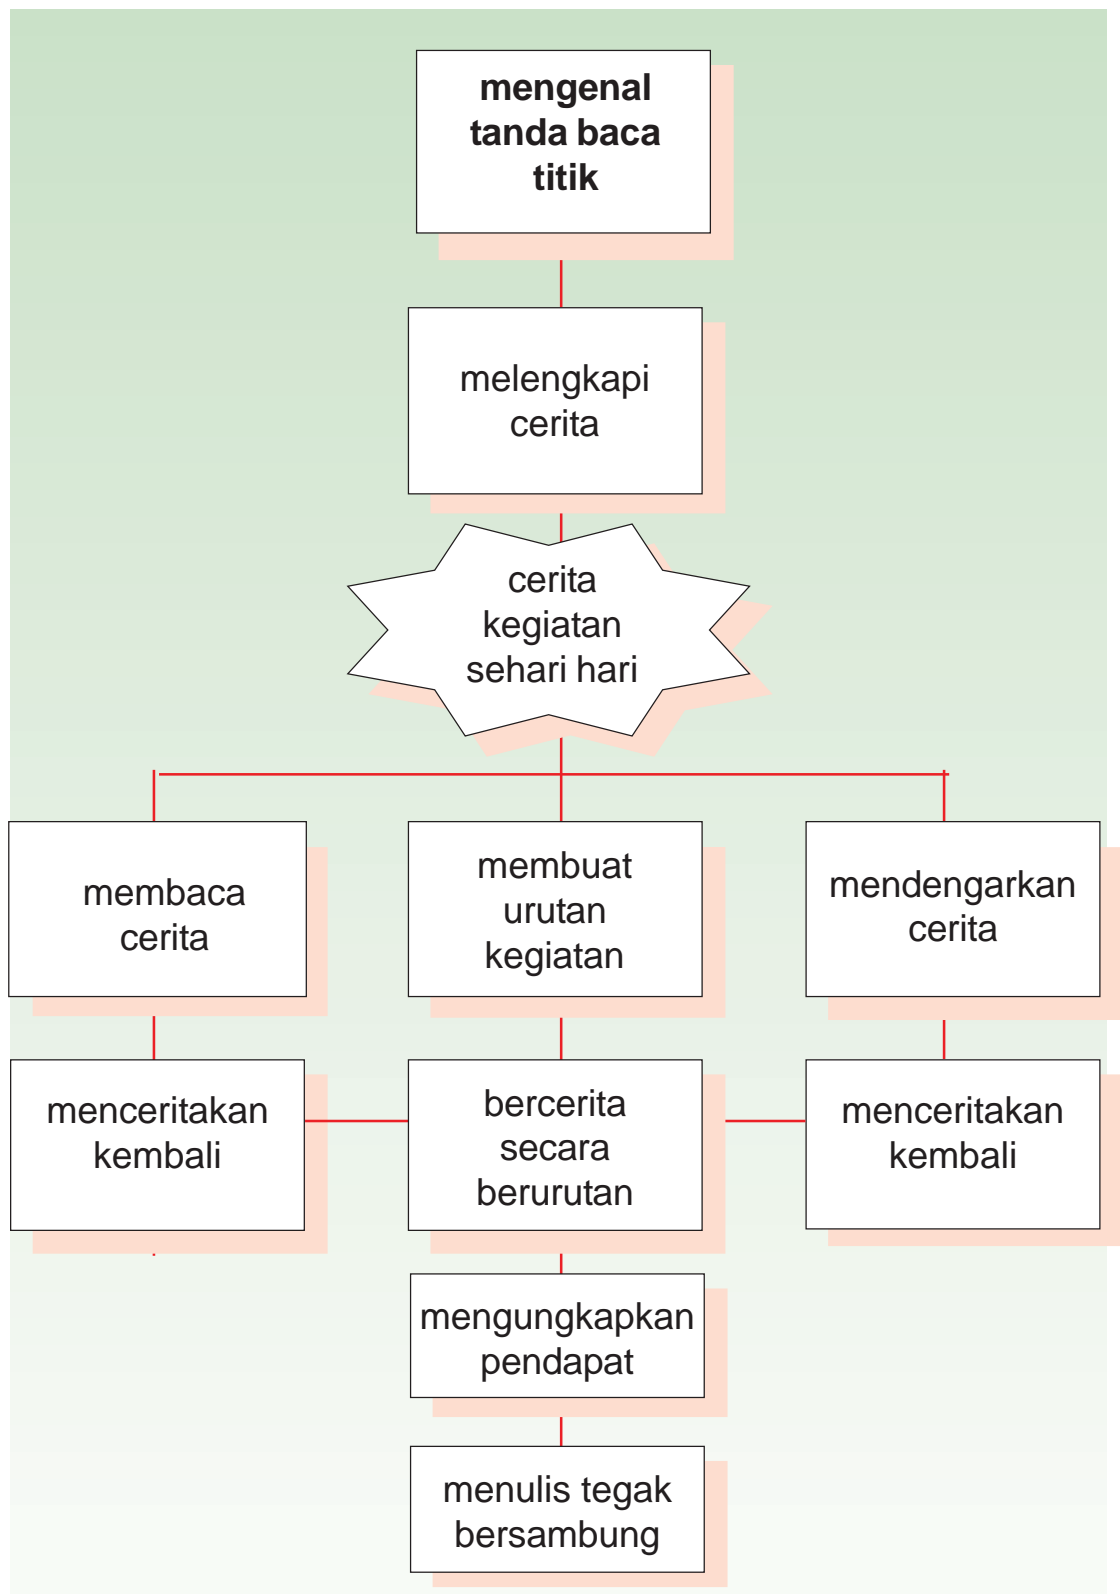 mengenal
tanda baca
titik
melengkapi
cerita
cerita
kegiatan
sehari hari
membaca
cerita
membuat
urutan
kegiatan
mendengarkan
cerita
menceritakan
kembali
bercerita
secara
berurutan
menceritakan
kembali
mengungkapkan
pendapat
menulis tegak
bersambung